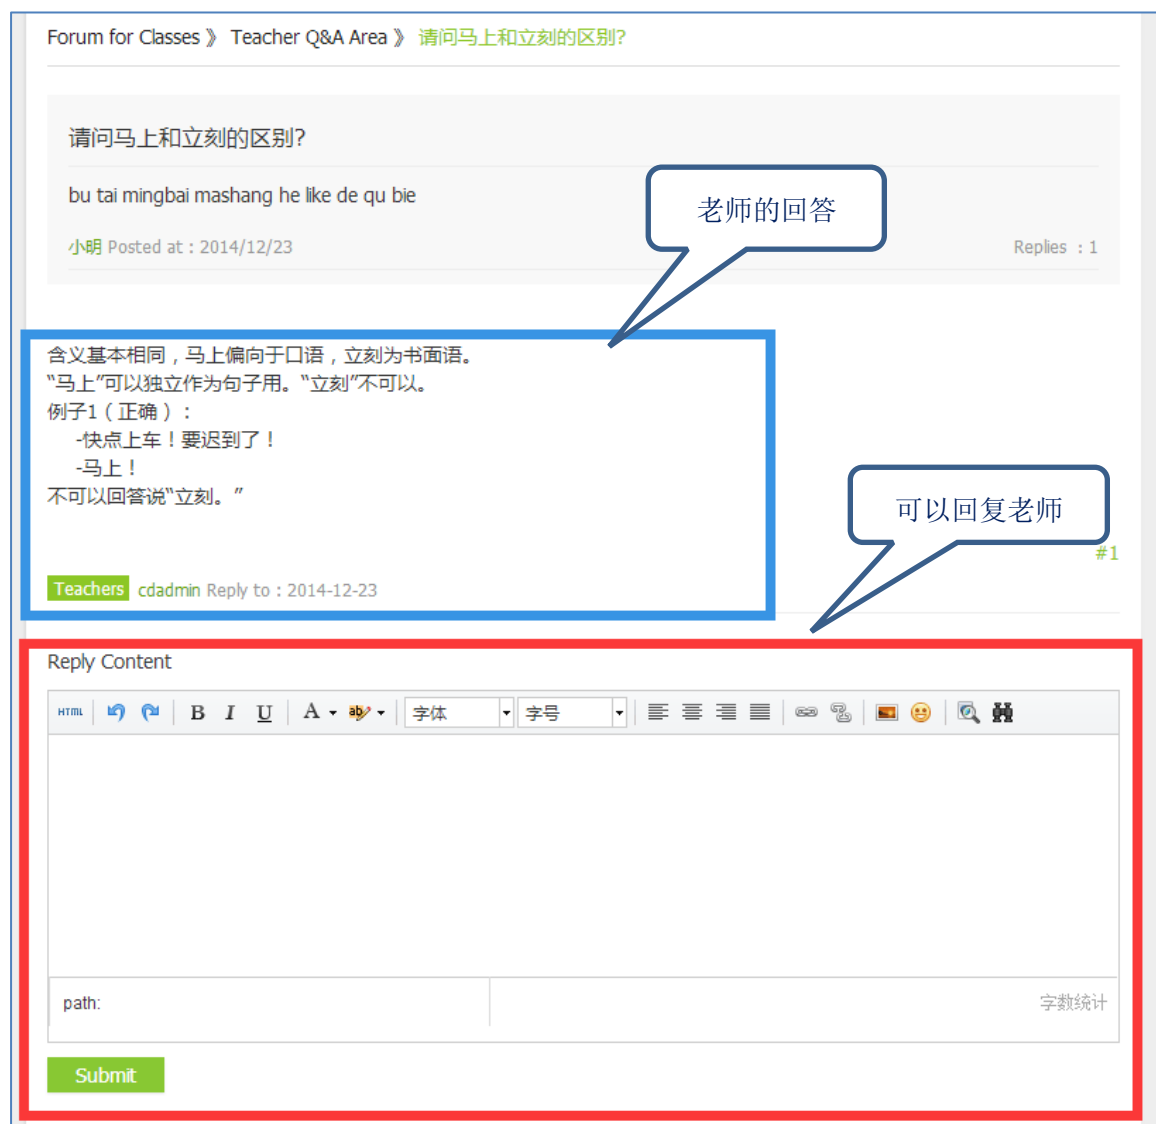 Forum for Classes 》 Teacher Q&A Area 》 请问马上和立刻的区别?
请问马上和立刻的区别?
bu tai mingbai mashang he like de qu bie
老师的回答
小明 Posted at : 2014/12/23
Replies : 1
含义基本相同，马上偏向于口语，立刻为书面语。
“马上”可以独立作为句子用。“立刻”不可以。
例子1（正确）：
-快点上车！要迟到了！
-马上！
不可以回答说“立刻。”
可以回复老师
#1
Teachers cdadmin Reply to : 2014-12-23
Reply Content
HTML B I U A ab 字体 字号
path:
字数统计
Submit